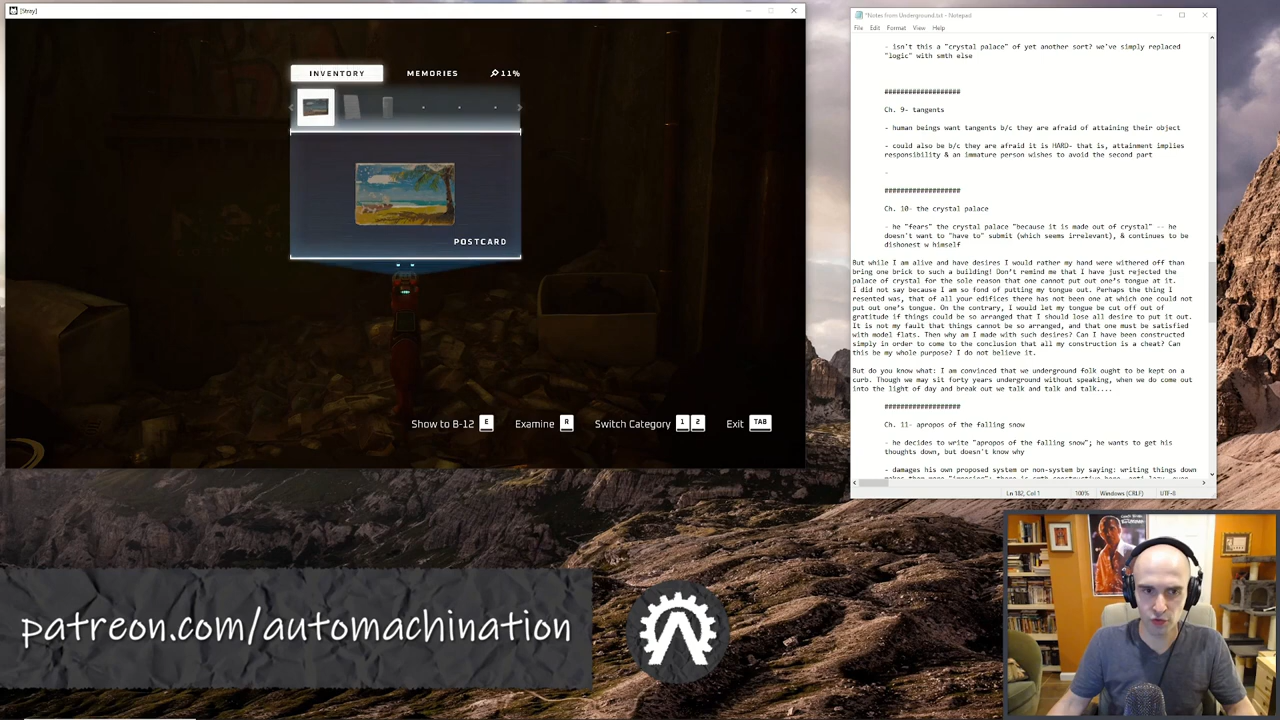 [Stray]
INVENTORY
MEMORIES
11%
POSTCARD
Show to B-12 E
Examine R
Switch Category 1 2
Exit TAB
*Notes from Underground.txt - Notepad
File Edit Format View Help
- isn't this a "crystal palace" of yet another sort? we've simply replaced
"logic" with smth else
##################
Ch. 9- tangents
- human beings want tangents b/c they are afraid of attaining their object
- could also be b/c they are afraid it is HARD- that is, attainment implies
responsibility & an immature person wishes to avoid the second part
-
##################
Ch. 10- the crystal palace
- he "fears" the crystal palace "because it is made out of crystal" -- he
doesn't want to "have to" submit (which seems irrelevant), & continues to be
dishonest w himself
But while I am alive and have desires I would rather my hand were withered off than
bring one brick to such a building! Don't remind me that I have just rejected the
palace of crystal for the sole reason that one cannot put out one's tongue at it.
I did not say because I am so fond of putting my tongue out. Perhaps the thing I
resented was, that of all your edifices there has not been one at which one could not
put out one's tongue. On the contrary, I would let my tongue be cut off out of
gratitude if things could be so arranged that I should lose all desire to put it out.
It is not my fault that things cannot be so arranged, and that one must be satisfied
with model flats. Then why am I made with such desires? Can I have been constructed
simply in order to come to the conclusion that all my construction is a cheat? Can
this be my whole purpose? I do not believe it.
But do you know what: I am convinced that we underground folk ought to be kept on a
curb. Though we may sit forty years underground without speaking, when we do come out
into the light of day and break out we talk and talk and talk....
##################
Ch. 11- apropos of the falling snow
- he decides to write "apropos of the falling snow"; he wants to get his
thoughts down, but doesn't know why
- damages his own proposed system or non-system by saying: writing things down
Ln 182, Col 1
100%
Windows (CRLF)
UTF-8
patreon.com/automachination